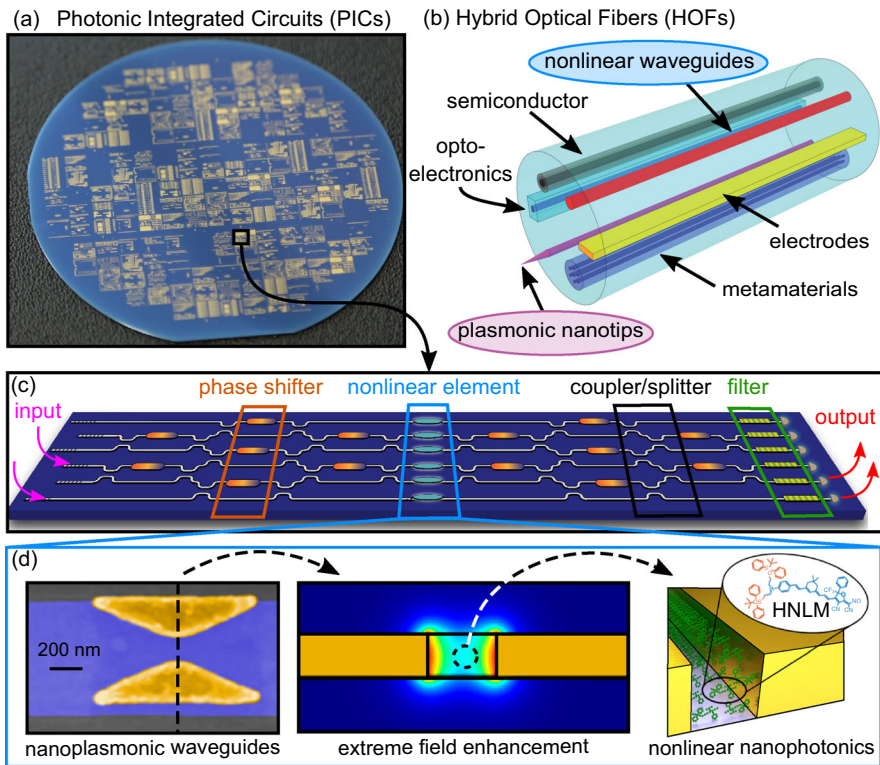 (a) Photonic Integrated Circuits (PICs)
(b) Hybrid Optical Fibers (HOFs)
nonlinear waveguides
semiconductor
opto-
electronics
electrodes
metamaterials
plasmonic nanotips
(c)
phase shifter
nonlinear element
coupler/splitter
filter
input
output
(d)
200 nm
HNLM
nanoplasmonic waveguides
extreme field enhancement
nonlinear nanophotonics